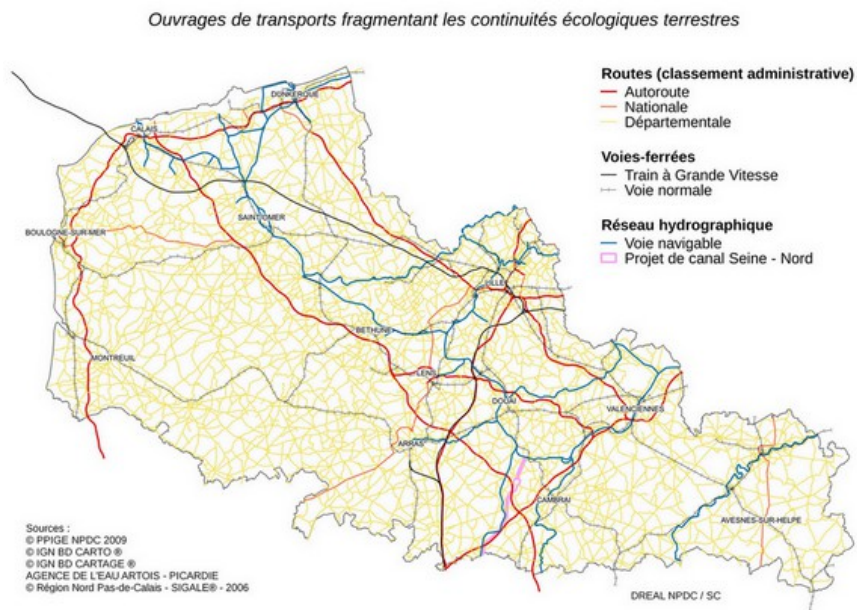 Ouvrages de transports fragmentant les continuités écologiques terrestres
Routes (classement administrative)
Autoroute
Nationale
Départementale
Voies-ferrées
Train à Grande Vitesse
Voie normale
Réseau hydrographique
Voie navigable
Projet de canal Seine - Nord
DUNKERQUE
CALAIS
SAINT-OMER
BOULOGNE-SUR-MER
LILLE
BETHUNE
MONTREUIL
LENS
DOUAI
VALENCIENNES
ARRAS
CAMBRAI
AVESNES-SUR-HELPE
Sources :
© PPIGE NPDC 2009
© IGN BD CARTO ®
© IGN BD CARTAGE ®
AGENCE DE L'EAU ARTOIS - PICARDIE
© Région Nord Pas-de-Calais - SIGALE® - 2006
DREAL NPDC / SC